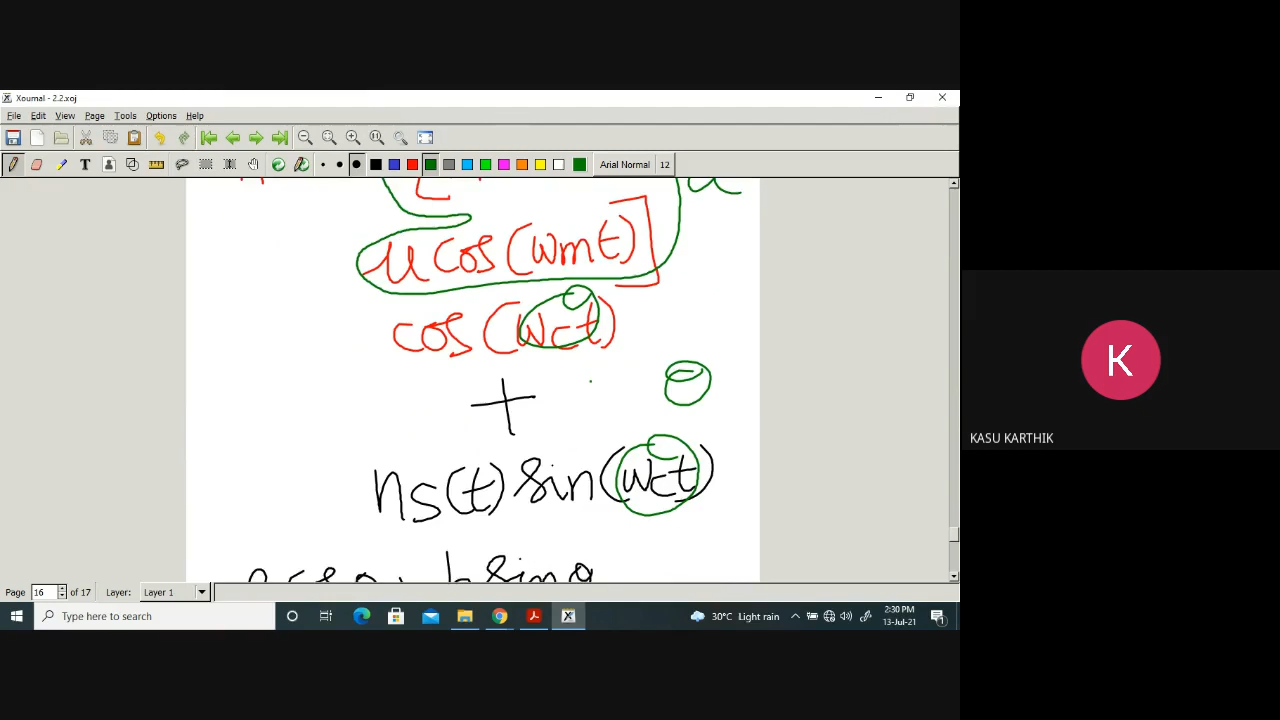 Xournal - 2.2.xoj
File Edit View Page Tools Options Help
Arial Normal 12
μ cos (wmt)]
cos (wct)
+
ns(t) sin (wct)
K
KASU KARTHIK
Page 16 of 17 Layer: Layer 1
Type here to search
30°C Light rain
2:30 PM
13-Jul-21
1